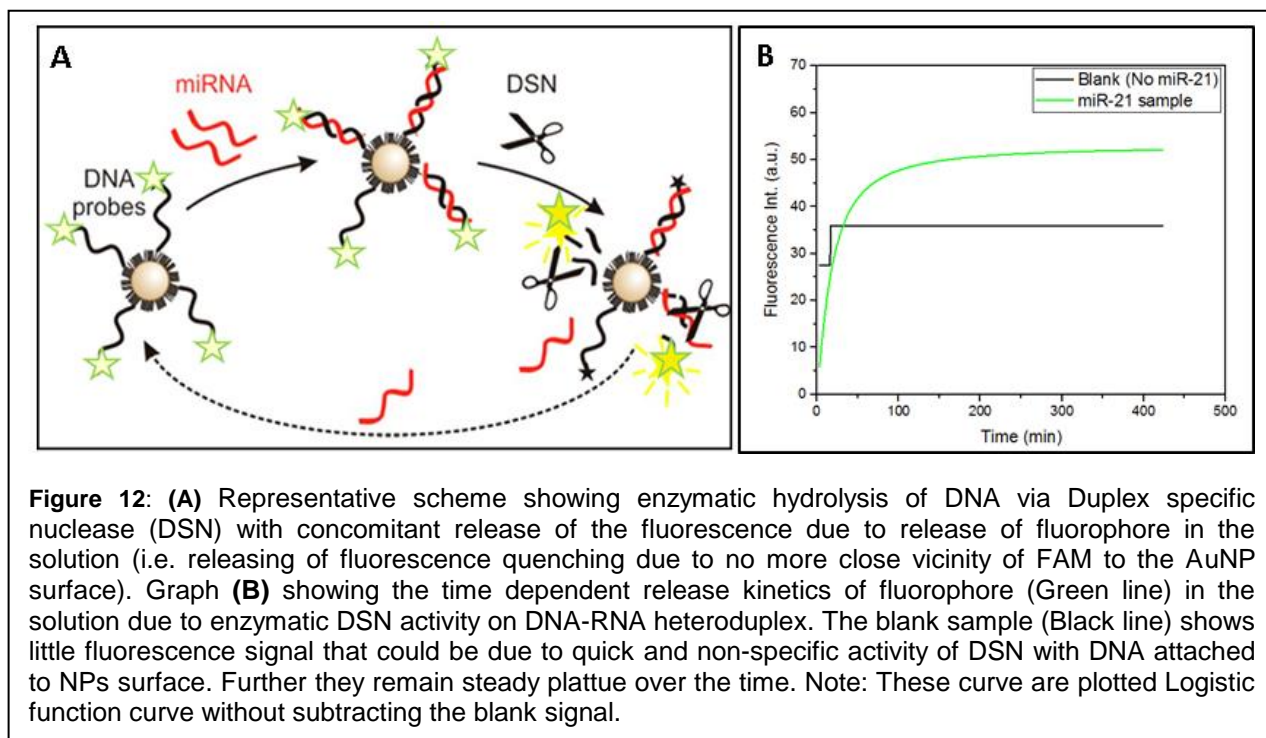 A
miRNA
DSN
DNA
probes
B
Blank (No miR-21)
miR-21 sample
70
60
50
40
30
20
10
0
Fluorescence Int. (a.u.)
0 100 200 300 400 500
Time (min)
Figure 12: (A) Representative scheme showing enzymatic hydrolysis of DNA via Duplex specific
nuclease (DSN) with concomitant release of the fluorescence due to release of fluorophore in the
solution (i.e. releasing of fluorescence quenching due to no more close vicinity of FAM to the AuNP
surface). Graph (B) showing the time dependent release kinetics of fluorophore (Green line) in the
solution due to enzymatic DSN activity on DNA-RNA heteroduplex. The blank sample (Black line) shows
little fluorescence signal that could be due to quick and non-specific activity of DSN with DNA attached
to NPs surface. Further they remain steady plattue over the time. Note: These curve are plotted Logistic
function curve without subtracting the blank signal.